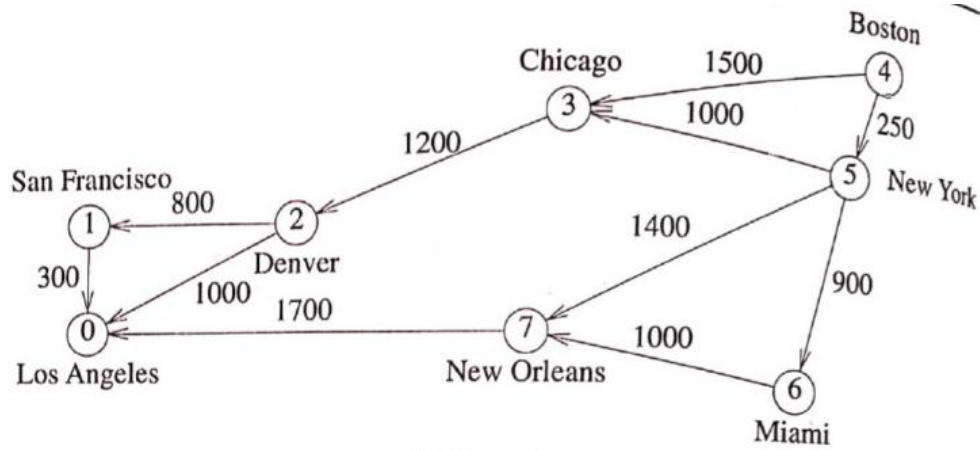 Boston
4
Chicago
1500
3
1000
250
1200
5
New York
San Francisco
800
1
2
1400
Denver
300
1000
900
1700
0
7
1000
Los Angeles
New Orleans
6
Miami